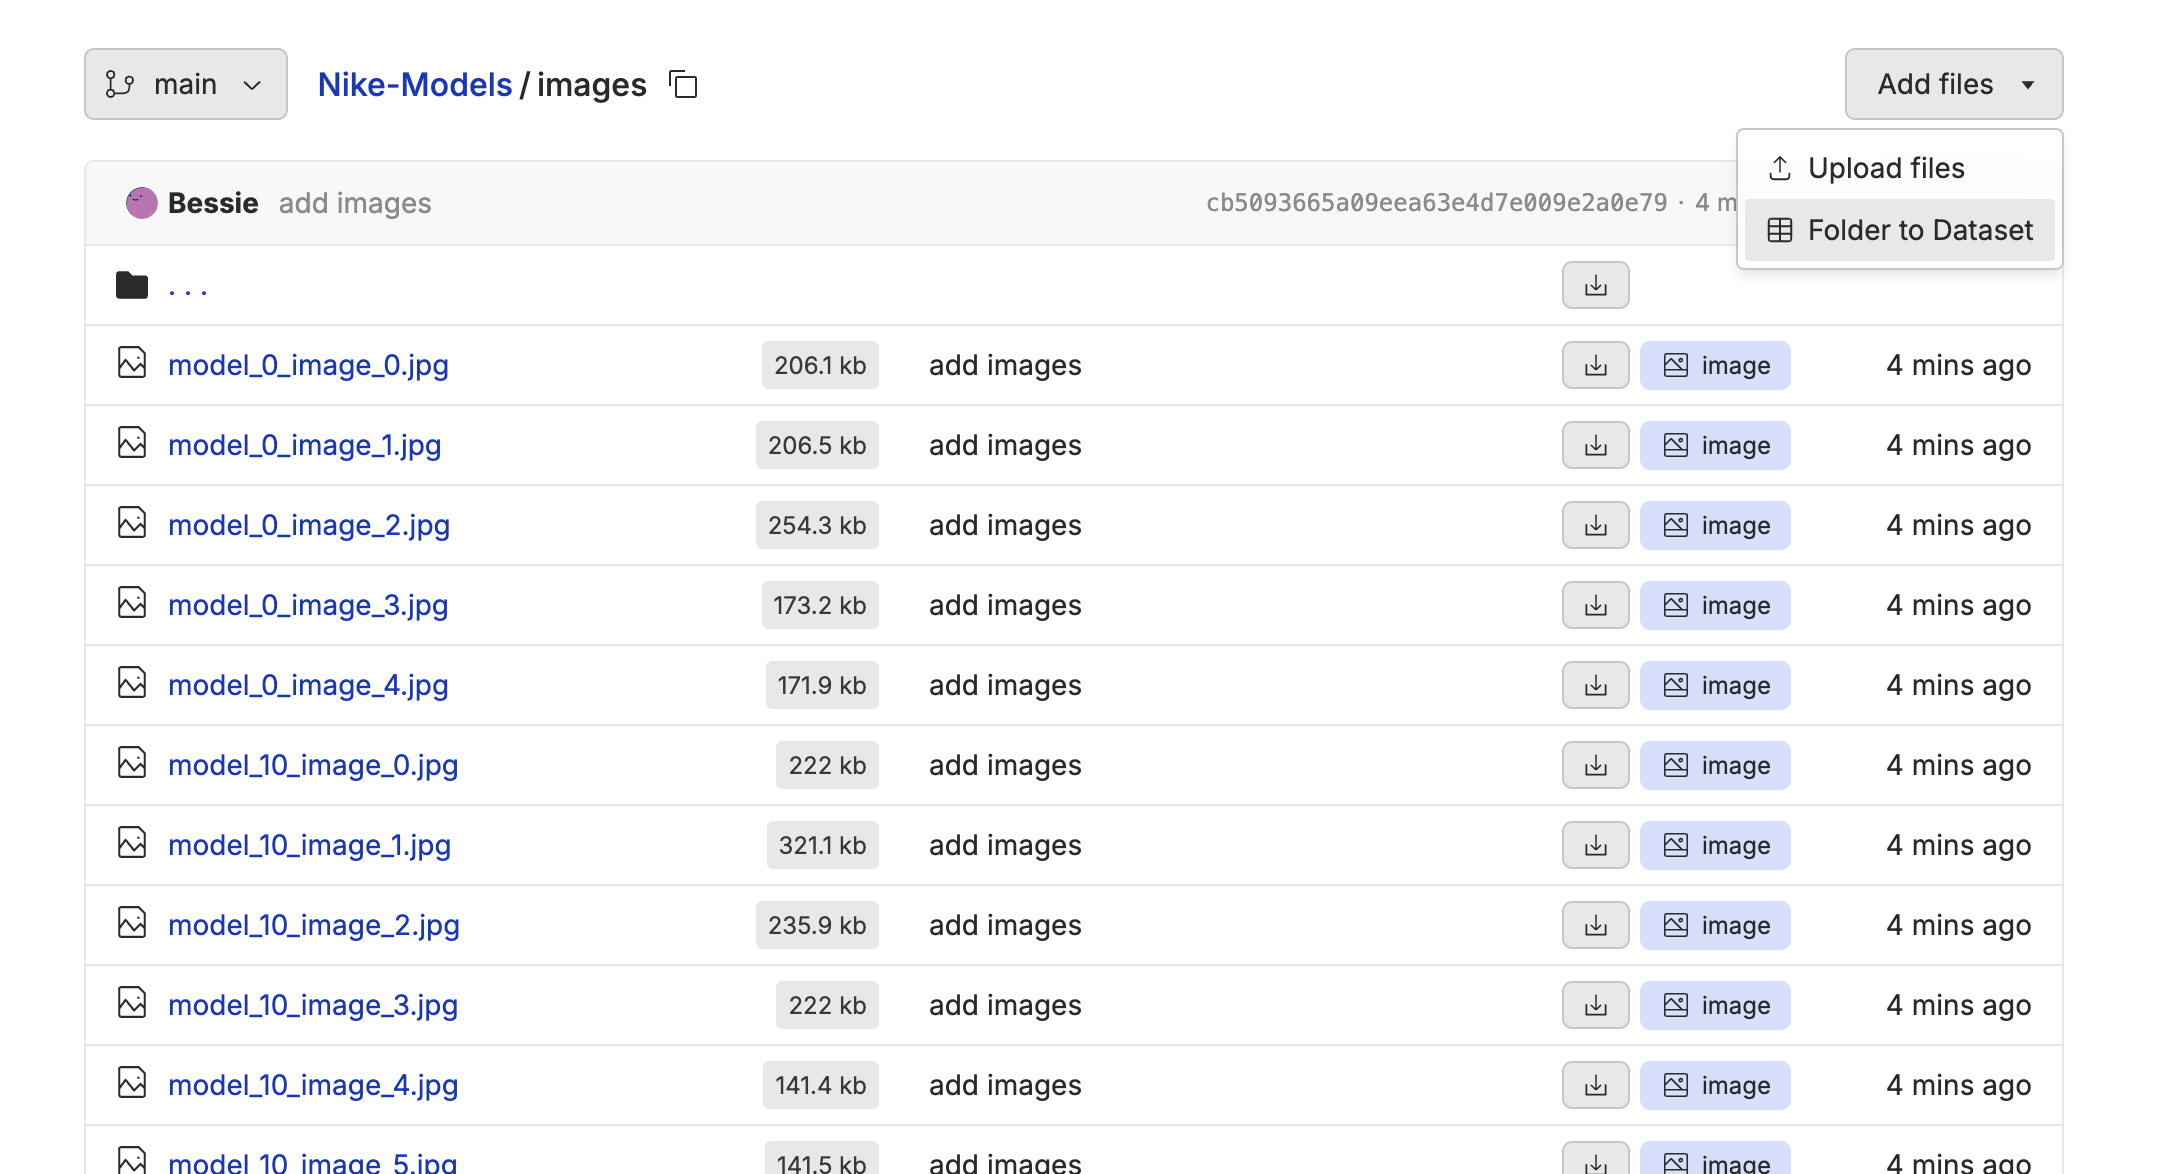 main
Nike-Models / images
Add files
Upload files
Folder to Dataset
Bessie add images cb5093665a09eea63e4d7e009e2a0e79 · 4 m
...
model_0_image_0.jpg 206.1 kb add images image 4 mins ago
model_0_image_1.jpg 206.5 kb add images image 4 mins ago
model_0_image_2.jpg 254.3 kb add images image 4 mins ago
model_0_image_3.jpg 173.2 kb add images image 4 mins ago
model_0_image_4.jpg 171.9 kb add images image 4 mins ago
model_10_image_0.jpg 222 kb add images image 4 mins ago
model_10_image_1.jpg 321.1 kb add images image 4 mins ago
model_10_image_2.jpg 235.9 kb add images image 4 mins ago
model_10_image_3.jpg 222 kb add images image 4 mins ago
model_10_image_4.jpg 141.4 kb add images image 4 mins ago
model_10_image_5.jpg 141.5 kb add images image 4 mins ago